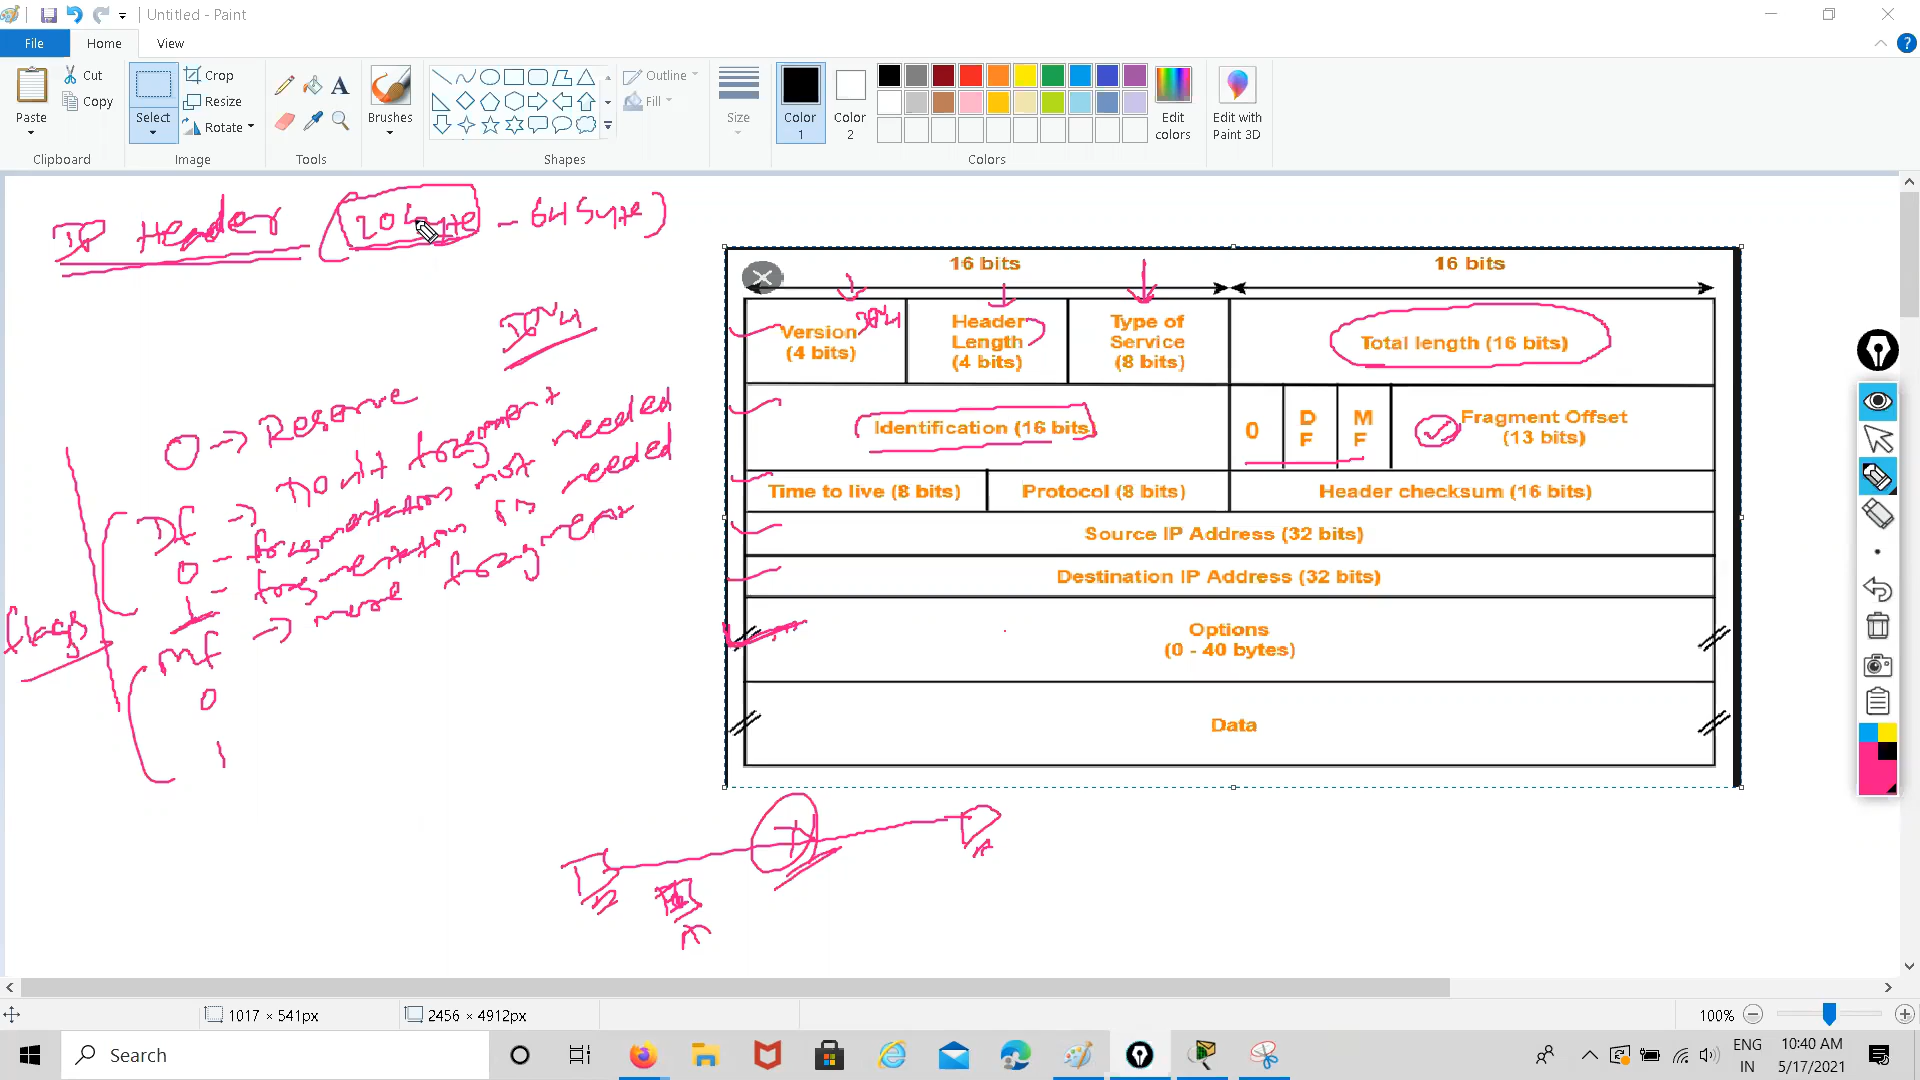 Untitled - Paint
File
Home
View
Paste
Cut
Copy
Clipboard
Select
Crop
Resize
Rotate
Image
Tools
Brushes
Outline
Fill
Shapes
Size
Color 1
Color 2
Edit colors
Edit with Paint 3D
Colors
IP Header (20 Byte - 64 Byte)
IPv4
0 → Reserve
Df → Don't fragment
0 - fragmentation not needed
1 - fragmentation is needed
Mf → more fragment
0
1
flags
16 bits
16 bits
Version (4 bits)
IPv4
Header Length (4 bits)
Type of Service (8 bits)
Total length (16 bits)
Identification (16 bits
0
D F
M F
Fragment Offset (13 bits)
Time to live (8 bits)
Protocol (8 bits)
Header checksum (16 bits)
Source IP Address (32 bits)
Destination IP Address (32 bits)
Options (0 - 40 bytes)
Data
1017 × 541px
2456 × 4912px
100%
Search
ENG
IN
10:40 AM
5/17/2021